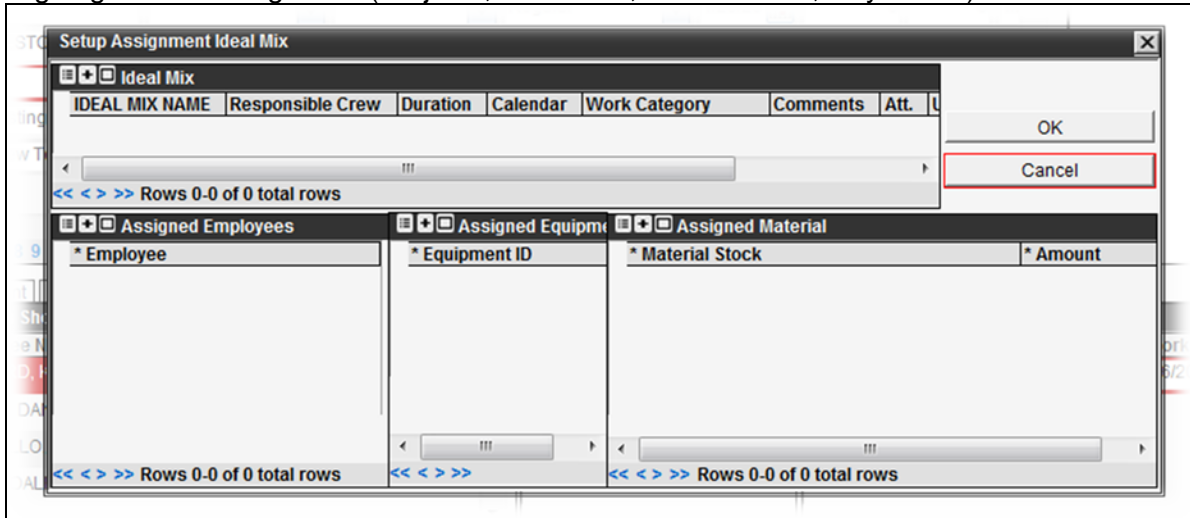 Setup Assignment Ideal Mix
Ideal Mix
IDEAL MIX NAME Responsible Crew Duration Calendar Work Category Comments Att.
OK
Cancel
<< < > >> Rows 0-0 of 0 total rows
Assigned Employees
* Employee
<< < > >> Rows 0-0 of 0 total rows
Assigned Equipme
* Equipment ID
<< < > >>
Assigned Material
* Material Stock * Amount
<< < > >> Rows 0-0 of 0 total rows